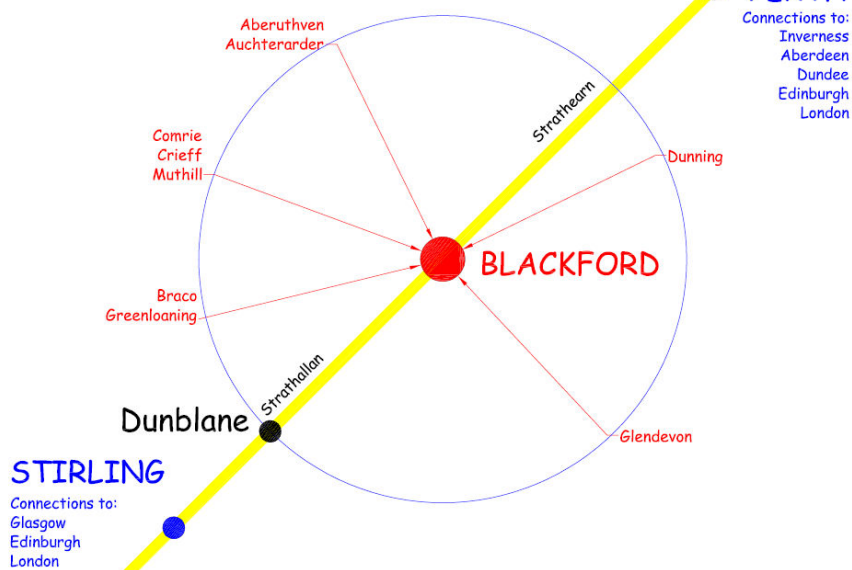 Connections to:
Inverness
Aberdeen
Dundee
Edinburgh
London
Aberuthven
Auchterarder
Strathearn
Comrie
Crieff
Muthill
Dunning
BLACKFORD
Braco
Greenloaning
Strathallan
Dunblane
Glendevon
STIRLING
Connections to:
Glasgow
Edinburgh
London